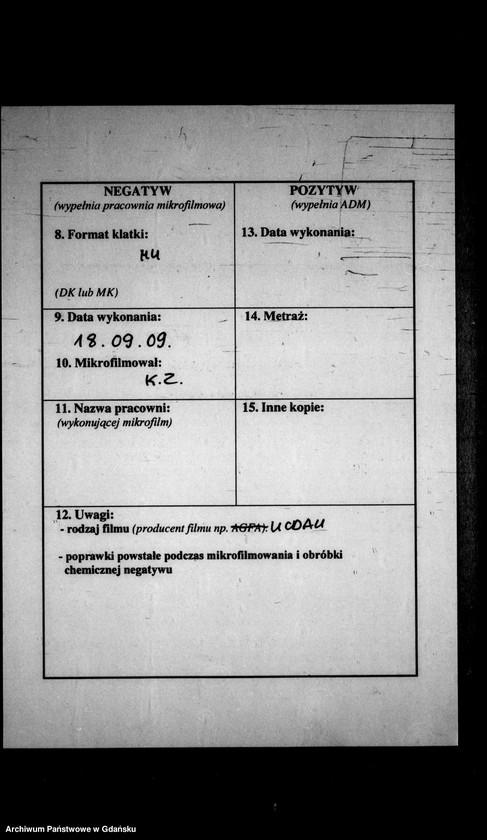 NEGATYW
(wypełnia pracownia mikrofilmowa)
8. Format klatki:
(DK lub MK)
9. Data wykonania:
18.09.09.
10. Mikrofilmował:
K.Z.
11. Nazwa pracowni:
(wykonującej mikrofilm)
POZYTYW
(wypełnia ADM)
13. Data wykonania:
14. Metraż:
15. Inne kopie:
12. Uwagi:
- rodzaj filmu (producent filmu np. AGFA):
- poprawki powstałe podczas mikrofilmowania i obróbki
chemicznej negatywu
Archiwum Państwowe w Gdańsku